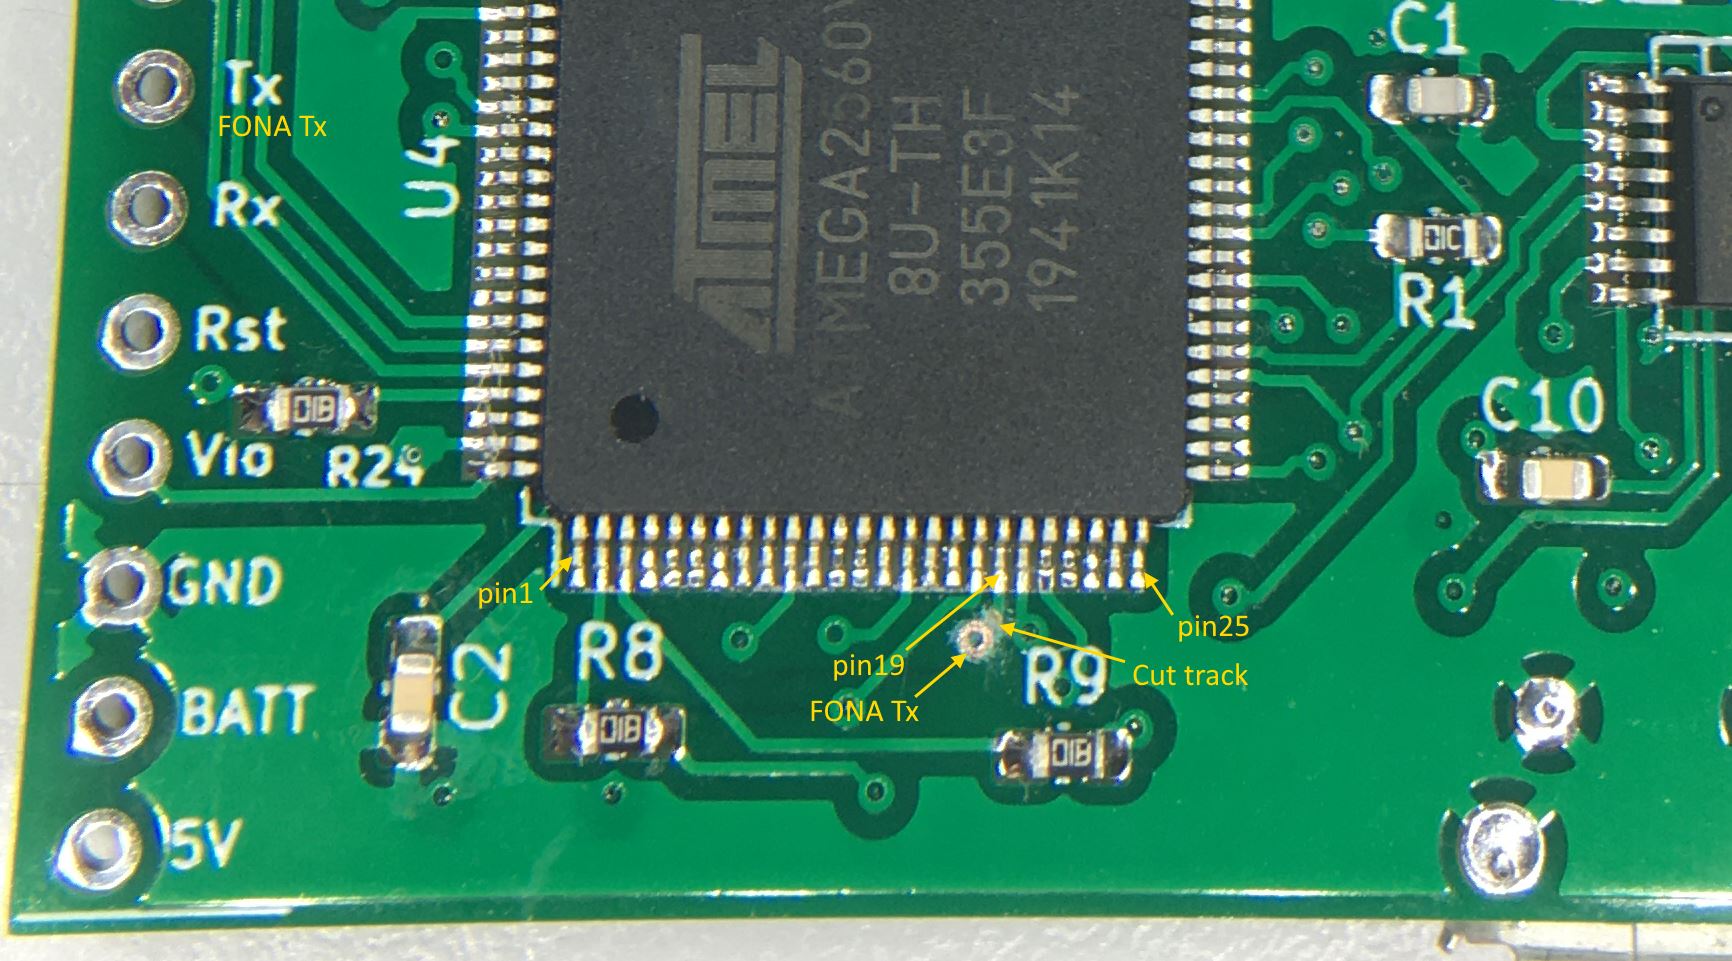 Tx
FONA Tx
Rx
Rst
01B
R24
Vio
GND
BATT
5V
U4
ATMEL
ATMEGA2560V
8U-TH
355E3F
1941K14
C1
01C
R1
C10
pin1
pin19
FONA Tx
pin25
Cut track
C2
R8
01B
R9
01B